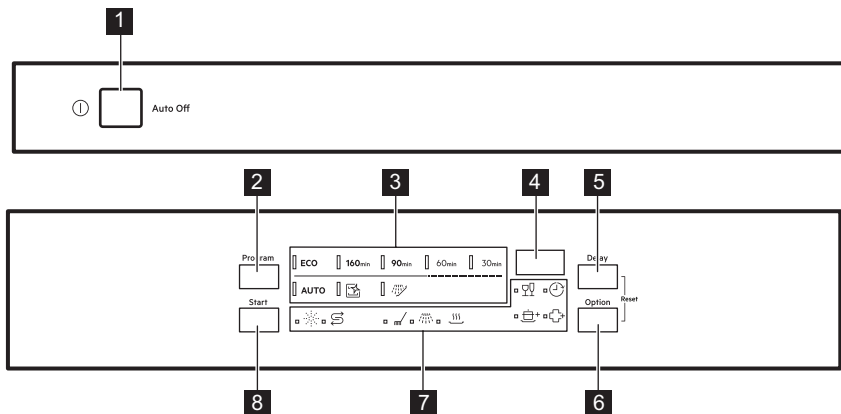 1
Auto Off
2 3 4 5
Program
ECO 160min 90min 60min 30min
Delay
AUTO
Start
Option
Reset
+ +
8 7 6